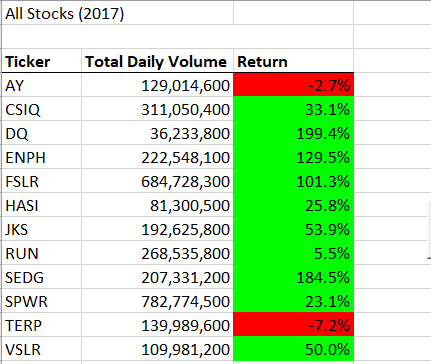 All Stocks (2017)
Ticker Total Daily Volume Return
AY 129,014,600 -2.7%
CSIQ 311,050,400 33.1%
DQ 36,233,800 199.4%
ENPH 222,548,100 129.5%
FSLR 684,728,300 101.3%
HASI 81,300,500 25.8%
JKS 192,625,800 53.9%
RUN 268,535,800 5.5%
SEDG 207,331,200 184.5%
SPWR 782,774,500 23.1%
TERP 139,989,600 -7.2%
VSLR 109,981,200 50.0%